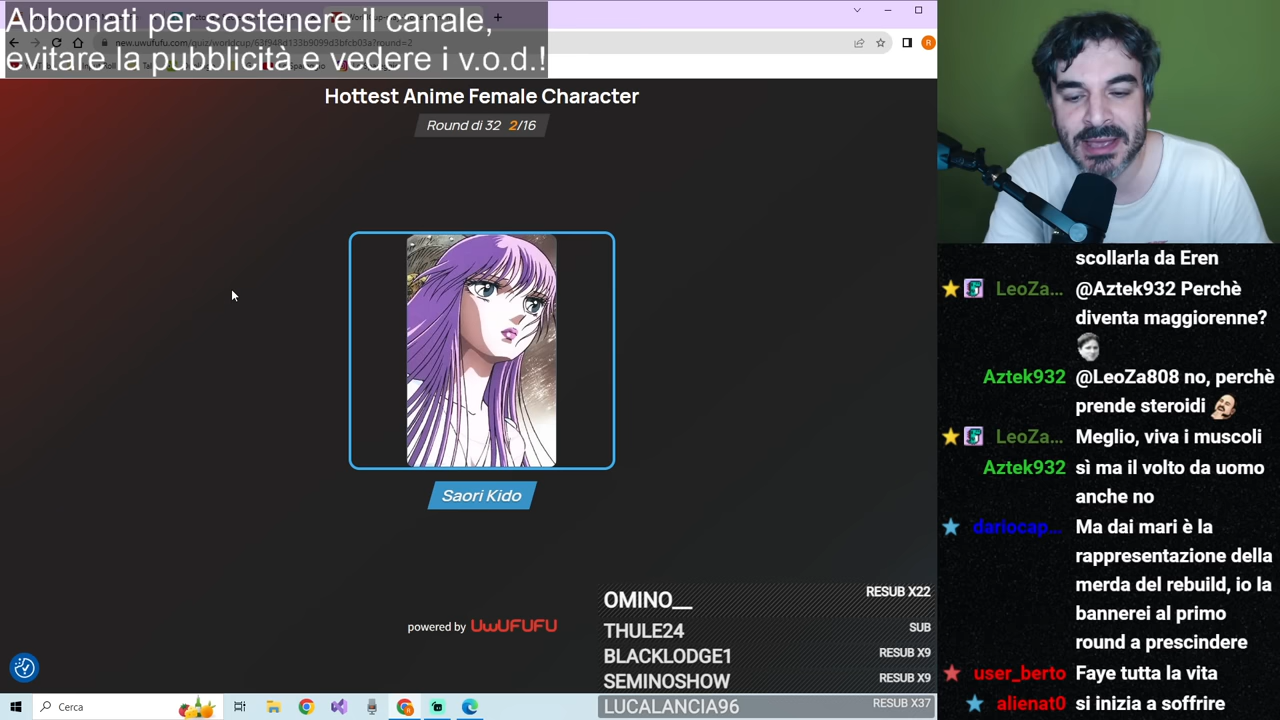 Abbonati per sostenere il canale,
evitare la pubblicità e vedere i v.o.d.!
Hottest Anime Female Character
Round di 32 2/16
Saori Kido
powered by UwUFUFU
OMINO__ RESUB X22
THULE24 SUB
BLACKLODGE1 RESUB X9
SEMINOSHOW RESUB X9
LUCALANCIA96 RESUB X37
Cerca
scollarla da Eren
LeoZa... @Aztek932 Perchè
diventa maggiorenne?
Aztek932 @LeoZa808 no, perchè
prende steroidi
LeoZa... Meglio, viva i muscoli
Aztek932 sì ma il volto da uomo
anche no
dariocap... Ma dai mari è la
rappresentazione della
merda del rebuild, io la
bannerei al primo
round a prescindere
user_berto Faye tutta la vita
alienat0 si inizia a soffrire